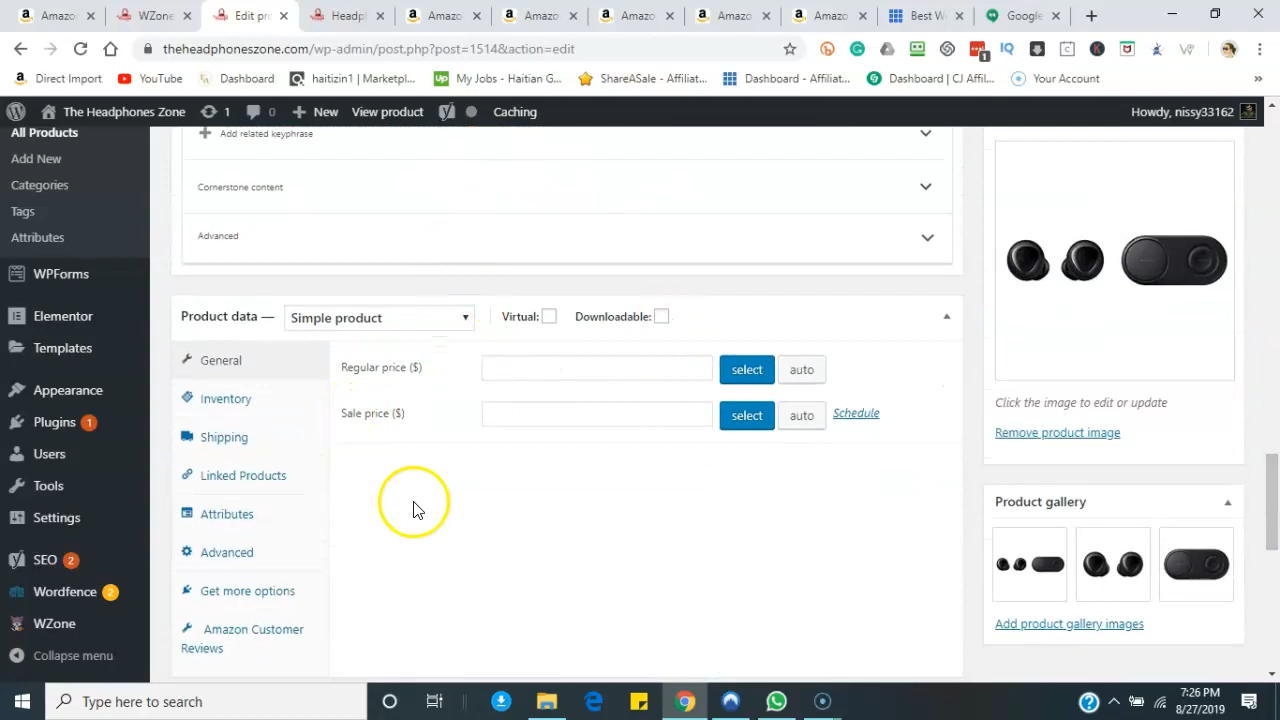 Amazo
WZone
Edit pr
Headpl
Amazo
Amazo
Amazo
Amazo
Amazo
Best W
Google
theheadphoneszone.com/wp-admin/post.php?post=1514&action=edit
1
Direct Import
YouTube
Dashboard
haitizin1 | Marketpl...
My Jobs - Haitian G...
ShareASale - Affiliat...
Dashboard - Affiliat...
Dashboard | CJ Affil...
Your Account
»
The Headphones Zone
1
0
New
View product
Caching
Howdy, nissy33162
All Products
Add New
Categories
Tags
Attributes
WPForms
Elementor
Templates
Appearance
Plugins 1
Users
Tools
Settings
SEO 2
Wordfence 2
WZone
Collapse menu
Add related keyphrase
Cornerstone content
Advanced
Product data —
Simple product
Virtual:
Downloadable:
General
Inventory
Shipping
Linked Products
Attributes
Advanced
Get more options
Amazon Customer
Reviews
Regular price ($)
select
auto
Sale price ($)
select
auto
Schedule
Click the image to edit or update
Remove product image
Product gallery
Add product gallery images
Type here to search
7:26 PM
8/27/2019